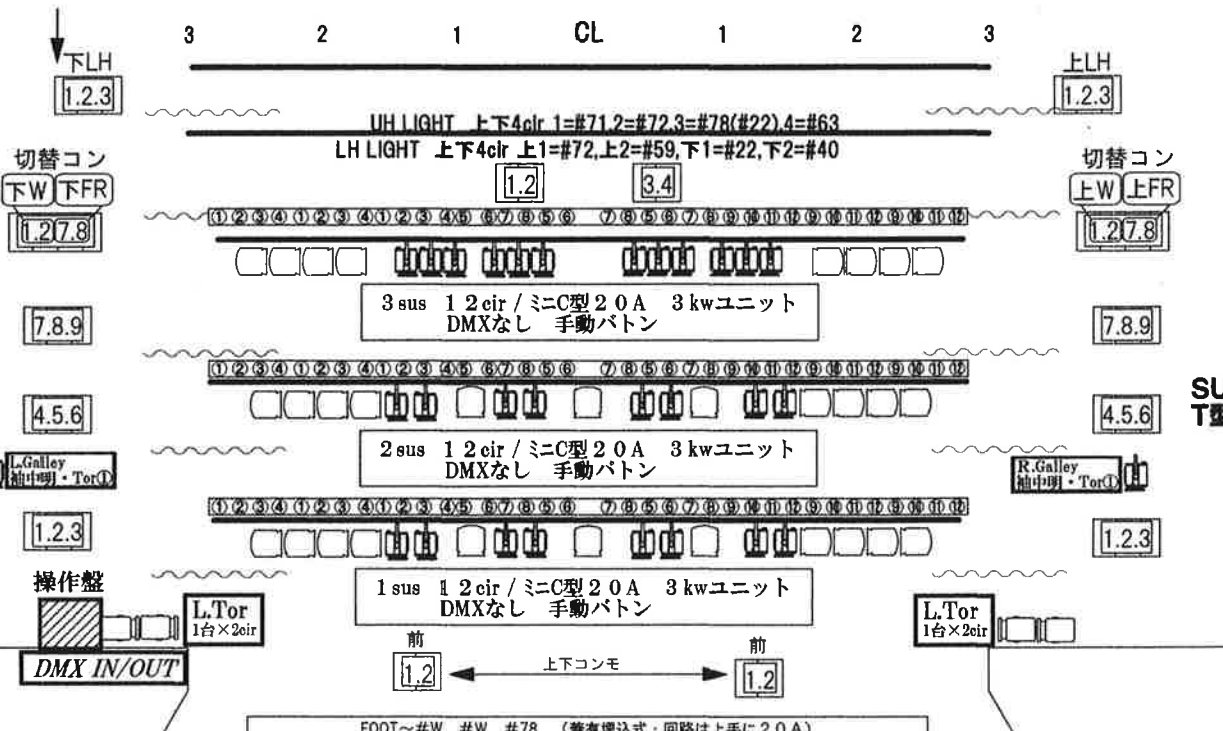 3 2 1 CL 1 2 3
下LH
1.2.3
上LH
1.2.3
UH LIGHT 上下4cir 1=#71,2=#72,3=#78(#22),4=#63
LH LIGHT 上下4cir 上1=#72,上2=#59,下1=#22,下2=#40
切替コン
下W 下FR
1.2 7.8
1.2
3.4
切替コン
上W 上FR
1.2 7.8
①②③④①②③④①②③④⑤⑥⑦⑧⑤⑥ ⑦⑧⑤⑥⑦⑧⑨⑩⑪⑫⑨⑩⑪⑫⑨⑩⑪⑫
3 sus 12cir / ミニC型20A 3kwユニット
DMXなし 手動バトン
7.8.9
7.8.9
①②③④①②③④①②③④⑤⑥⑦⑧⑤⑥ ⑦⑧⑤⑥⑦⑧⑨⑩⑪⑫⑨⑩⑪⑫⑨⑩⑪⑫
4.5.6
4.5.6
SU
2 sus 12cir / ミニC型20A 3kwユニット
DMXなし 手動バトン
L.Galley
袖中明・Tor①
R.Galley
袖中明・Tor①
①②③④①②③④①②③④⑤⑥⑦⑧⑤⑥ ⑦⑧⑤⑥⑦⑧⑨⑩⑪⑫⑨⑩⑪⑫⑨⑩⑪⑫
1.2.3
1.2.3
1 sus 12cir / ミニC型20A 3kwユニット
DMXなし 手動バトン
操作盤
L.Tor
1台×2cir
L.Tor
1台×2cir
DMX IN/OUT
前
1.2
上下コンモ
前
1.2
FOOT～#W #W #78